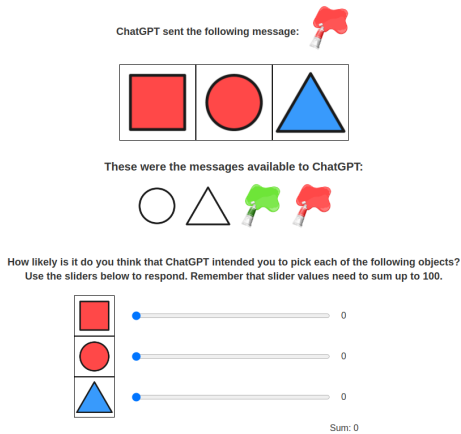 ChatGPT sent the following message:
These were the messages available to ChatGPT:
How likely is it do you think that ChatGPT intended you to pick each of the following objects?
Use the sliders below to respond. Remember that slider values need to sum up to 100.
0
0
0
Sum: 0